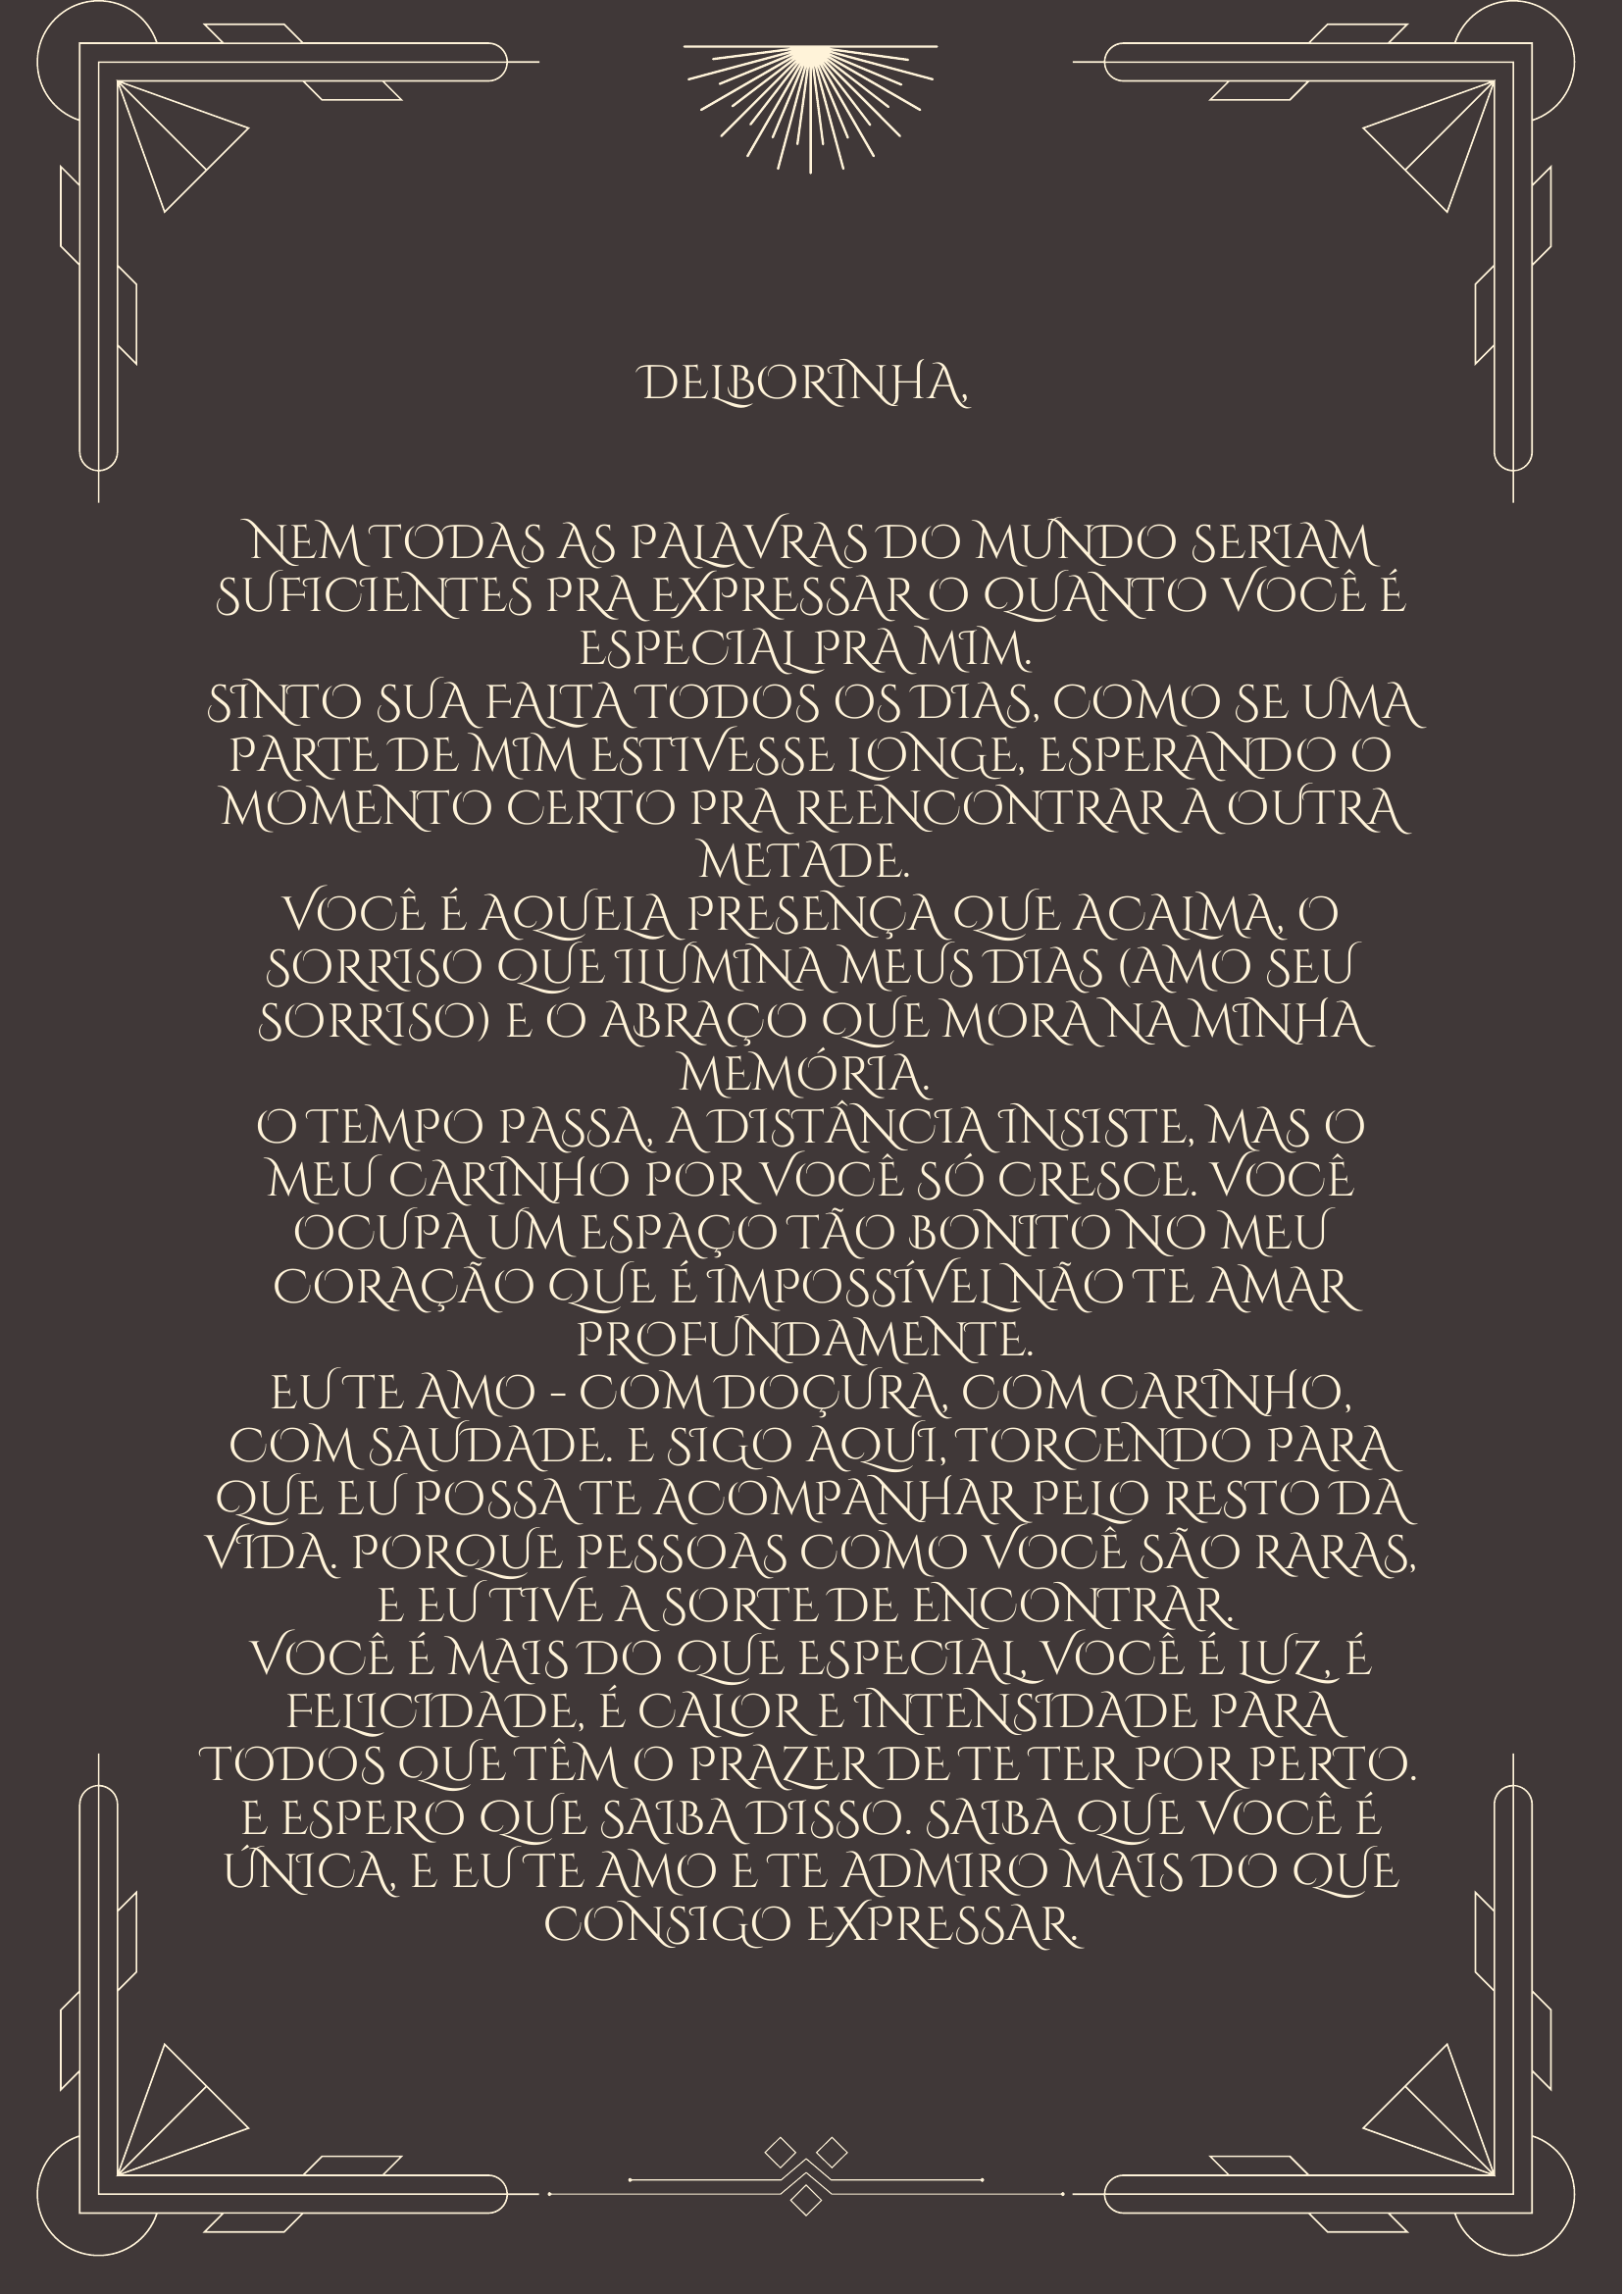 DELBORINHA,
NEM TODAS AS PALAVRAS DO MUNDO SERIAM
SUFICIENTES PRA EXPRESSAR O QUANTO VOCÊ É
ESPECIAL PRA MIM.
SINTO SUA FALTA TODOS OS DIAS, COMO SE UMA
PARTE DE MIM ESTIVESSE LONGE, ESPERANDO O
MOMENTO CERTO PRA REENCONTRAR A OUTRA
METADE.
VOCÊ É AQUELA PRESENÇA QUE ACALMA, O
SORRISO QUE ILUMINA MEUS DIAS (AMO SEU
SORRISO) E O ABRAÇO QUE MORA NA MINHA
MEMÓRIA.
O TEMPO PASSA, A DISTÂNCIA INSISTE, MAS O
MEU CARINHO POR VOCÊ SÓ CRESCE. VOCÊ
OCUPA UM ESPAÇO TÃO BONITO NO MEU
CORAÇÃO QUE É IMPOSSÍVEL NÃO TE AMAR
PROFUNDAMENTE.
EU TE AMO – COM DOÇURA, COM CARINHO,
COM SAUDADE. E SIGO AQUI, TORCENDO PARA
QUE EU POSSA TE ACOMPANHAR PELO RESTO DA
VIDA. PORQUE PESSOAS COMO VOCÊ SÃO RARAS,
E EU TIVE A SORTE DE ENCONTRAR.
VOCÊ É MAIS DO QUE ESPECIAL, VOCÊ É LUZ, É
FELICIDADE, É CALOR E INTENSIDADE PARA
TODOS QUE TÊM O PRAZER DE TE TER POR PERTO.
E ESPERO QUE SAIBA DISSO. SAIBA QUE VOCÊ É
ÚNICA, E EU TE AMO E TE ADMIRO MAIS DO QUE
CONSIGO EXPRESSAR.